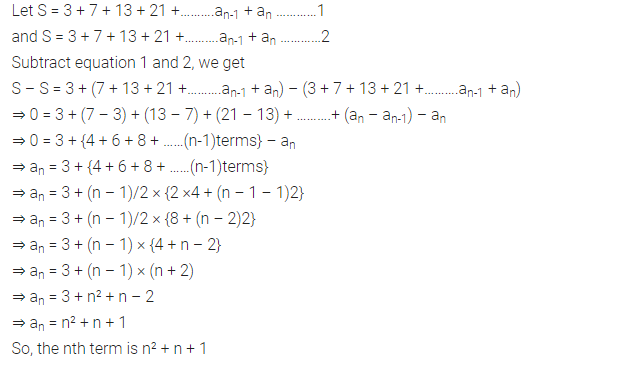 Let S = 3 + 7 + 13 + 21 +..........aₙ₋₁ + aₙ ............1
and S = 3 + 7 + 13 + 21 +..........aₙ₋₁ + aₙ ............2
Subtract equation 1 and 2, we get
S − S = 3 + (7 + 13 + 21 +..........aₙ₋₁ + aₙ) − (3 + 7 + 13 + 21 +..........aₙ₋₁ + aₙ)
⇒ 0 = 3 + (7 − 3) + (13 − 7) + (21 − 13) + ..........+ (aₙ − aₙ₋₁) − aₙ
⇒ 0 = 3 + {4 + 6 + 8 + ......(n-1)terms} − aₙ
⇒ aₙ = 3 + {4 + 6 + 8 + ......(n-1)terms}
⇒ aₙ = 3 + (n − 1)/2 × {2 ×4 + (n − 1 − 1)2}
⇒ aₙ = 3 + (n − 1)/2 × {8 + (n − 2)2}
⇒ aₙ = 3 + (n − 1) × {4 + n − 2}
⇒ aₙ = 3 + (n − 1) × (n + 2)
⇒ aₙ = 3 + n² + n − 2
⇒ aₙ = n² + n + 1
So, the nth term is n² + n + 1